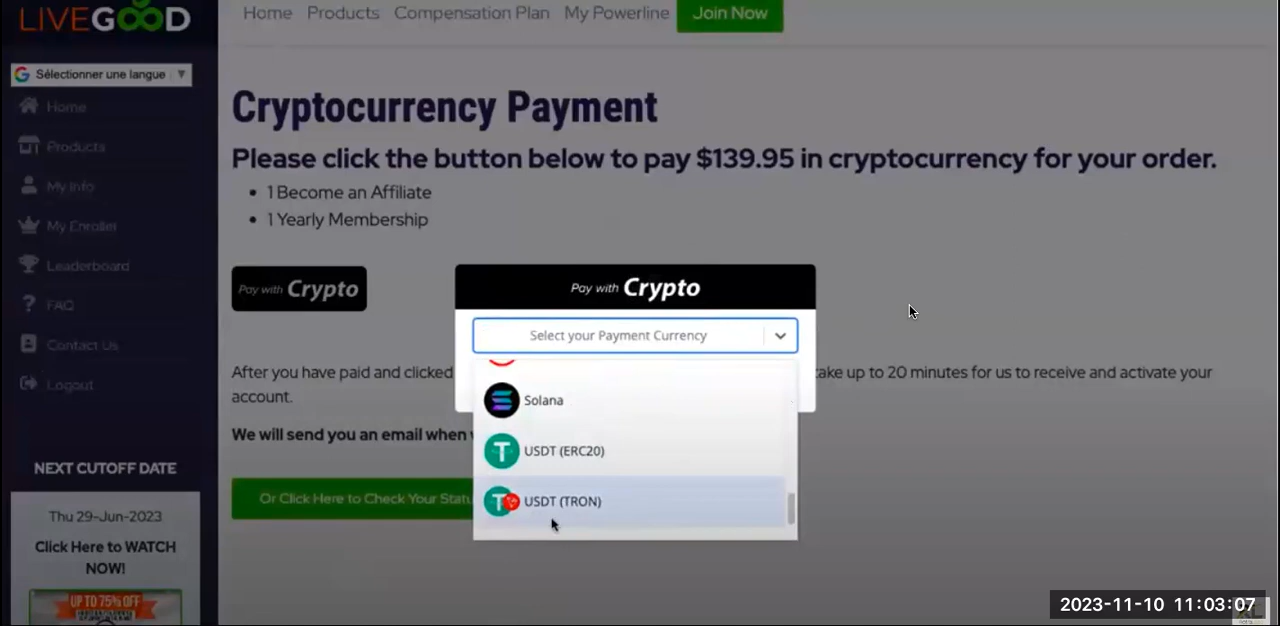 LIVEGOOD
Home Products Compensation Plan My Powerline Join Now
Sélectionner une langue ▼
Home
Products
My Info
My Enroller
Leaderboard
FAQ
Contact Us
Logout
NEXT CUTOFF DATE
Thu 29-Jun-2023
Click Here to WATCH
NOW!
UP TO 75% OFF
Cryptocurrency Payment
Please click the button below to pay $139.95 in cryptocurrency for your order.
• 1 Become an Affiliate
• 1 Yearly Membership
Pay with Crypto
Pay with Crypto
Select your Payment Currency
Solana
USDT (ERC20)
USDT (TRON)
After you have paid and clicked take up to 20 minutes for us to receive and activate your
account.
We will send you an email when
Or Click Here to Check Your Statu
2023-11-10 11:03:07